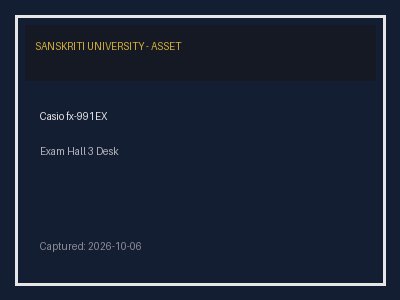 SANSKRITI UNIVERSITY - ASSET
Casio fx-991EX
Exam Hall 3 Desk
Captured: 2026-10-06